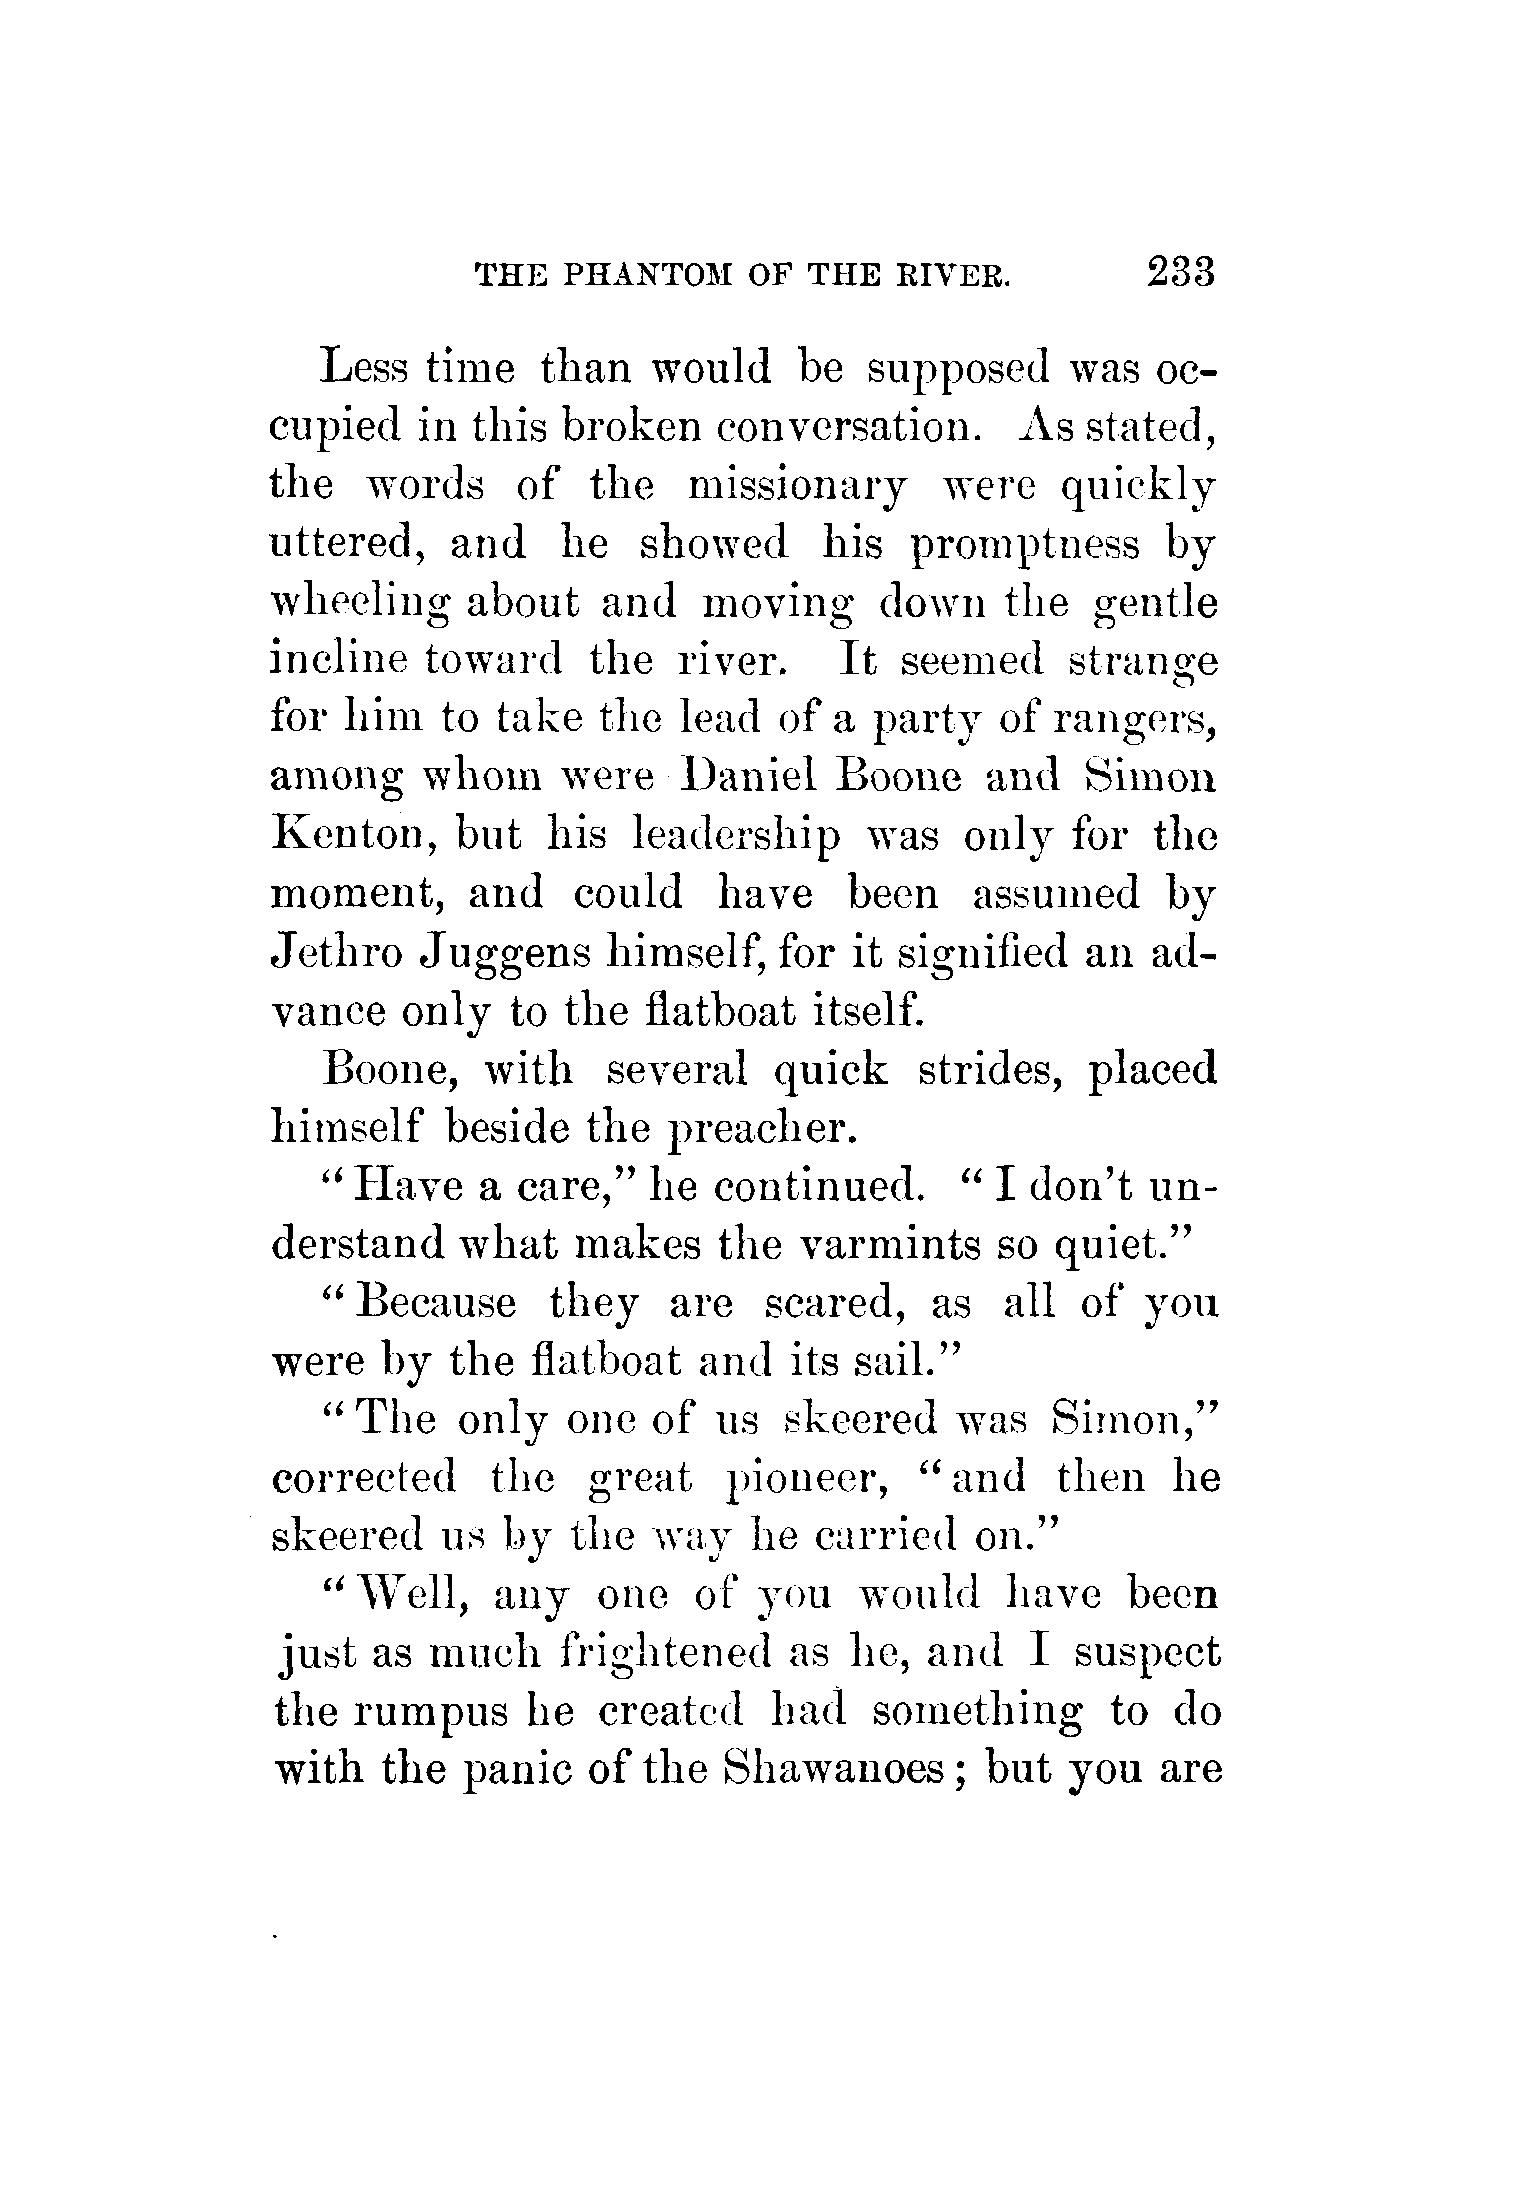 THE PHANTOM OF THE RIVER. 233
Less time than would be supposed was oc-
cupied in this broken conversation. As stated,
the words of the missionary were quickly
uttered, and he showed his promptness by
wheeling about and moving down the gentle
incline toward the river. It seemed strange
for him to take the lead of a party of rangers,
among whom were Daniel Boone and Simon
Kenton, but his leadership was only for the
moment, and could have been assumed by
Jethro Juggens himself, for it signified an ad-
vance only to the flatboat itself.
Boone, with several quick strides, placed
himself beside the preacher.
"Have a care," he continued. "I don't un-
derstand what makes the varmints so quiet."
"Because they are scared, as all of you
were by the flatboat and its sail."
"The only one of us skeered was Simon,"
corrected the great pioneer, "and then he
skeered us by the way he carried on."
"Well, any one of you would have been
just as much frightened as he, and I suspect
the rumpus he created had something to do
with the panic of the Shawanoes; but you are